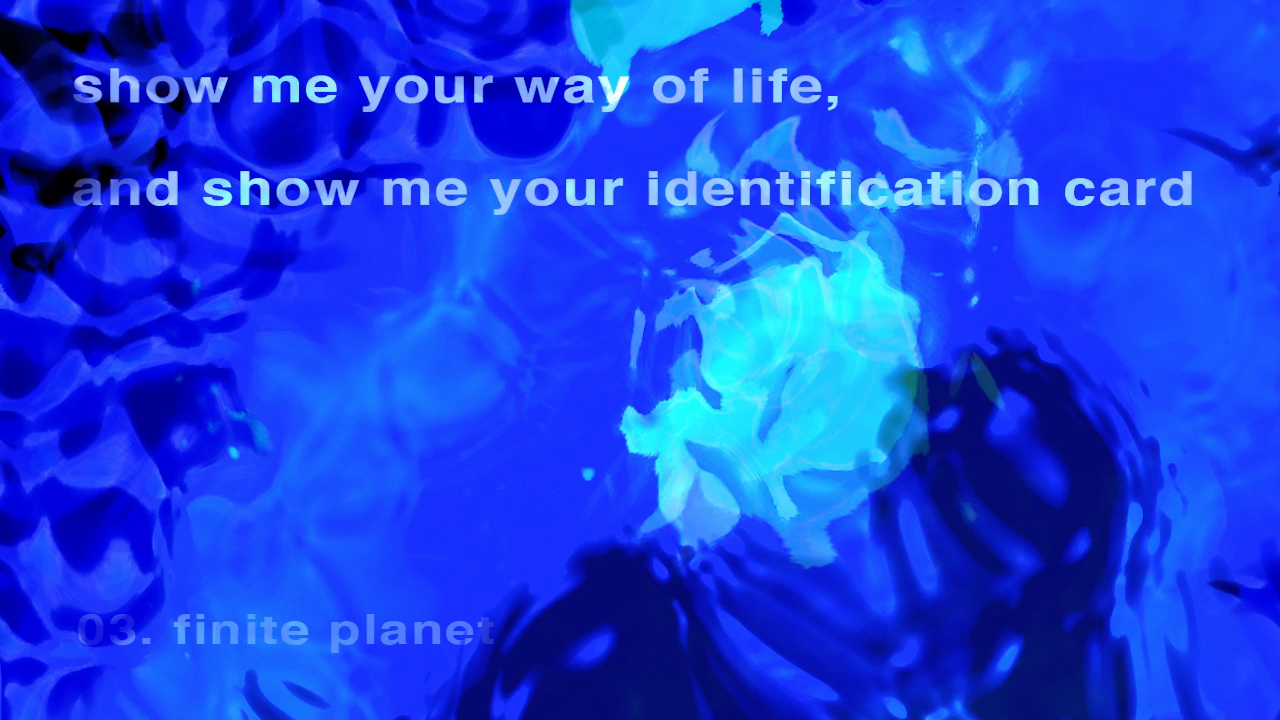 show me your way of life,
and show me your identification card
03. finite planet